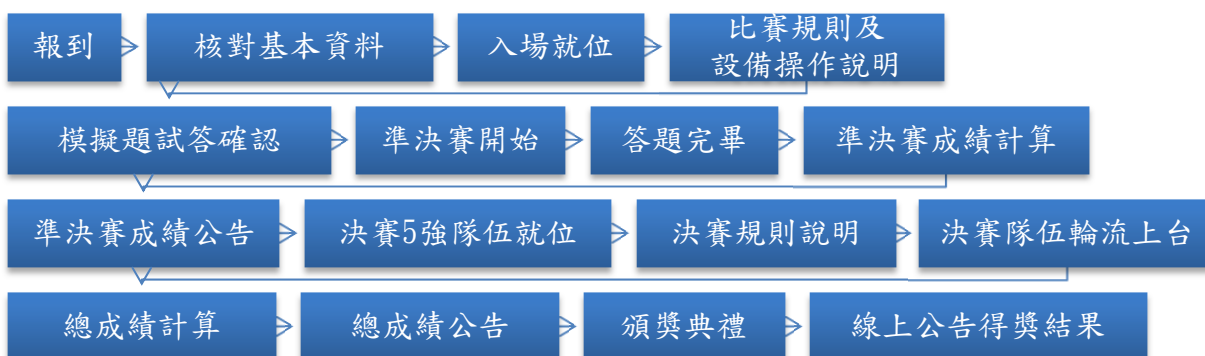 報到
核對基本資料
入場就位
比賽規則及
設備操作說明
模擬題試答確認
準決賽開始
答題完畢
準決賽成績計算
準決賽成績公告
決賽5強隊伍就位
決賽規則說明
決賽隊伍輪流上台
總成績計算
總成績公告
頒獎典禮
線上公告得獎結果